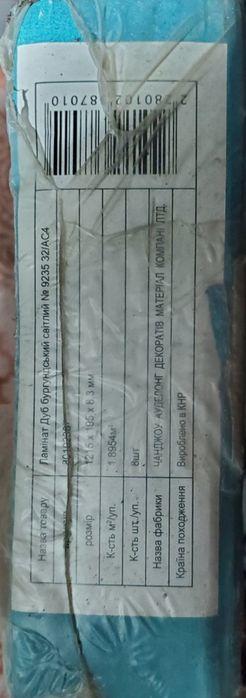 2 80102 87010
Назва товару Ламінат Дуб бургунтський світлий № 9235 32/АС4
розмір 1215 х 195 х 8.3 мм
К-сть м²/уп. 1.8954м²
К-сть шт./уп. 8шт
Назва фабрики ЧАНДЖОУ АУДЕЛОНГ ДЕКОРАТІВ МАТЕРІАЛ КОМПАНІ ЛТД.
Країна походження Вироблено в КНР